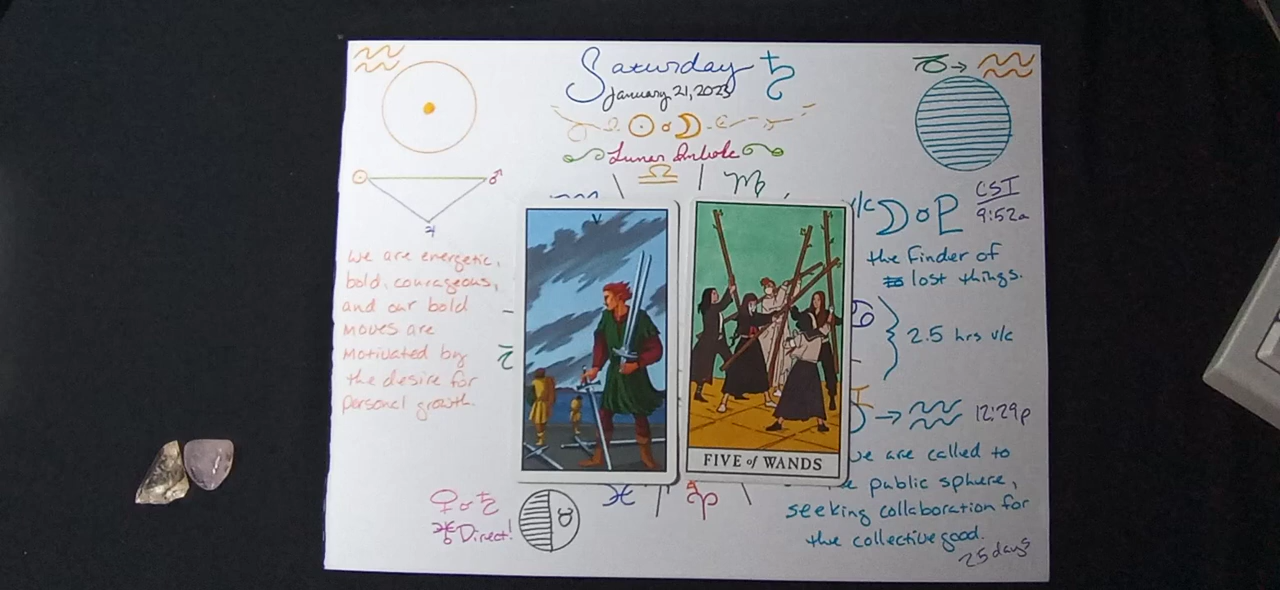 Saturday
January 21, 2023
Lunar Imbibe
We are energetic,
bold, courageous,
and our bold
moves are
motivated by
the desire for
personal growth.
V
FIVE of WANDS
v/c
CST
9:52a
the finder of
lost things.
2.5 hrs v/c
12:29p
we are called to
public sphere,
seeking collaboration for
the collective good.
25 days
Direct!